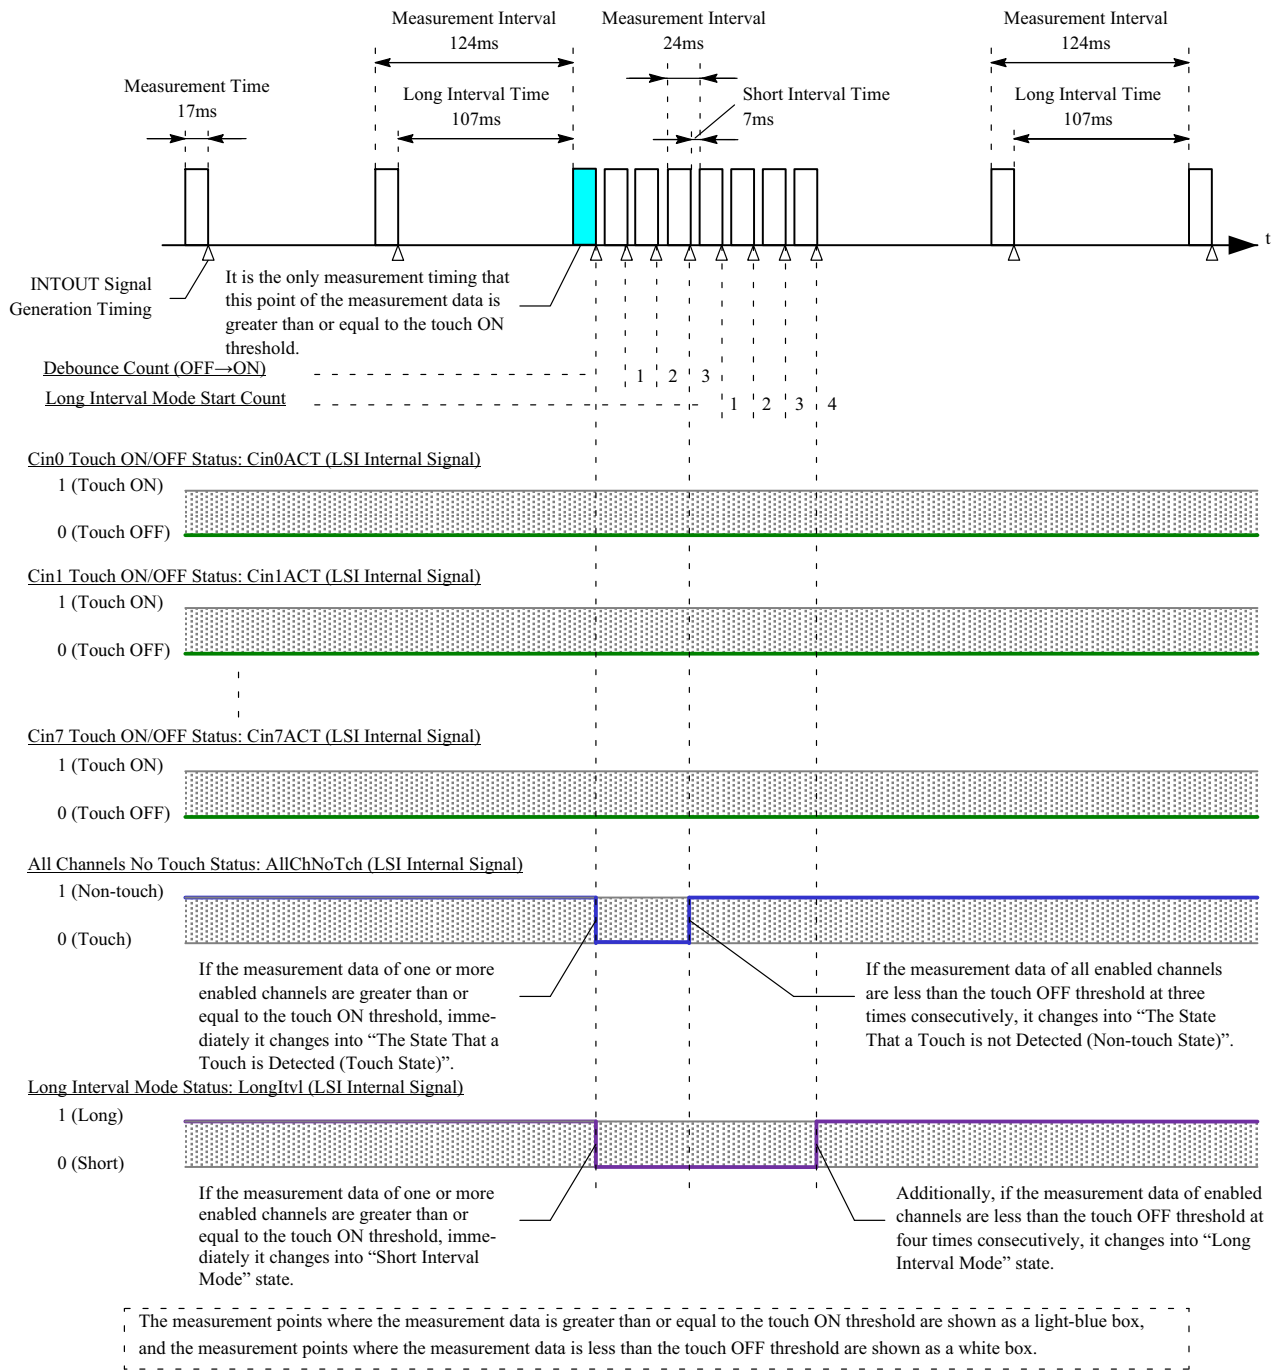 Measurement Interval
124ms
Measurement Interval
24ms
Measurement Interval
124ms
Measurement Time
17ms
Long Interval Time
107ms
Short Interval Time
7ms
Long Interval Time
107ms
t
INTOUT Signal
Generation Timing
It is the only measurement timing that
this point of the measurement data is
greater than or equal to the touch ON
threshold.
Debounce Count (OFF→ON)
1 2 3
Long Interval Mode Start Count
1 2 3 4
Cin0 Touch ON/OFF Status: Cin0ACT (LSI Internal Signal)
1 (Touch ON)
0 (Touch OFF)
Cin1 Touch ON/OFF Status: Cin1ACT (LSI Internal Signal)
1 (Touch ON)
0 (Touch OFF)
Cin7 Touch ON/OFF Status: Cin7ACT (LSI Internal Signal)
1 (Touch ON)
0 (Touch OFF)
All Channels No Touch Status: AllChNoTch (LSI Internal Signal)
1 (Non-touch)
0 (Touch)
If the measurement data of one or more
enabled channels are greater than or
equal to the touch ON threshold, imme-
diately it changes into “The State That a
Touch is Detected (Touch State)”.
If the measurement data of all enabled channels
are less than the touch OFF threshold at three
times consecutively, it changes into “The State
That a Touch is not Detected (Non-touch State)”.
Long Interval Mode Status: LongItvl (LSI Internal Signal)
1 (Long)
0 (Short)
If the measurement data of one or more
enabled channels are greater than or
equal to the touch ON threshold, imme-
diately it changes into “Short Interval
Mode” state.
Additionally, if the measurement data of enabled
channels are less than the touch OFF threshold at
four times consecutively, it changes into “Long
Interval Mode” state.
The measurement points where the measurement data is greater than or equal to the touch ON threshold are shown as a light-blue box,
and the measurement points where the measurement data is less than the touch OFF threshold are shown as a white box.